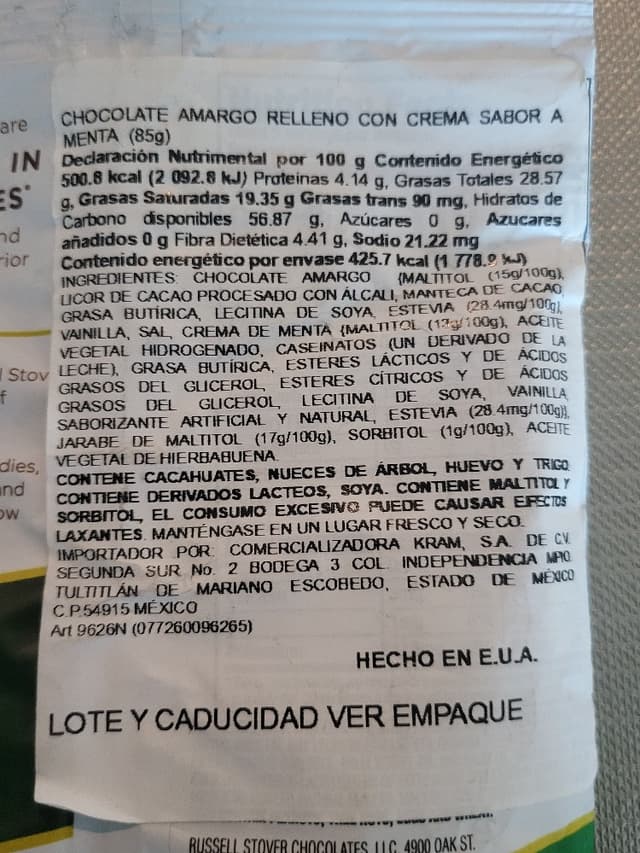 are
IN
ES*
nd
rior
Stov
f
dies,
and
ow
CHOCOLATE AMARGO RELLENO CON CREMA SABOR A
MENTA (85g)
Declaración Nutrimental por 100 g Contenido Energético
500.8 kcal (2 092.8 kJ) Proteinas 4.14 g, Grasas Totales 28.57
g, Grasas Saturadas 19.35 g Grasas trans 90 mg, Hidratos de
Carbono disponibles 56.87 g, Azúcares 0 g, Azucares
añadidos 0 g Fibra Dietética 4.41 g, Sodio 21.22 mg
Contenido energético por envase 425.7 kcal (1 778.9 kJ)
INGREDIENTES: CHOCOLATE AMARGO {MALTITOL (15g/100g),
LICOR DE CACAO PROCESADO CON ÁLCALI, MANTECA DE CACAO,
GRASA BUTÍRICA, LECITINA DE SOYA, ESTEVIA (28.4mg/100g),
VAINILLA, SAL, CREMA DE MENTA {MALTITOL (13g/100g), ACEITE
VEGETAL HIDROGENADO, CASEINATOS (UN DERIVADO DE LA
LECHE), GRASA BUTÍRICA, ESTERES LÁCTICOS Y DE ÁCIDOS
GRASOS DEL GLICEROL, ESTERES CÍTRICOS Y DE ÁCIDOS
GRASOS DEL GLICEROL, LECITINA DE SOYA, VAINILLA,
SABORIZANTE ARTIFICIAL Y NATURAL, ESTEVIA (28.4mg/100g)},
JARABE DE MALTITOL (17g/100g), SORBITOL (1g/100g), ACEITE
VEGETAL DE HIERBABUENA.
CONTENE CACAHUATES, NUECES DE ÁRBOL, HUEVO Y TRIGO.
CONTIENE DERIVADOS LACTEOS, SOYA. CONTIENE MALTITOL Y
SORBITOL, EL CONSUMO EXCESIVO PUEDE CAUSAR EFECTOS
LAXANTES. MANTÉNGASE EN UN LUGAR FRESCO Y SECO.
IMPORTADOR POR: COMERCIALIZADORA KRAM, S.A. DE C.V.
SEGUNDA SUR No. 2 BODEGA 3 COL. INDEPENDENCIA MPIO.
TULTITLÁN DE MARIANO ESCOBEDO, ESTADO DE MÉXICO
C.P.54915 MÉXICO
Art 9626N (077260096265)
HECHO EN E.U.A.
LOTE Y CADUCIDAD VER EMPAQUE
RUSSELL STOVER CHOCOLATES, LLC, 4900 OAK ST.